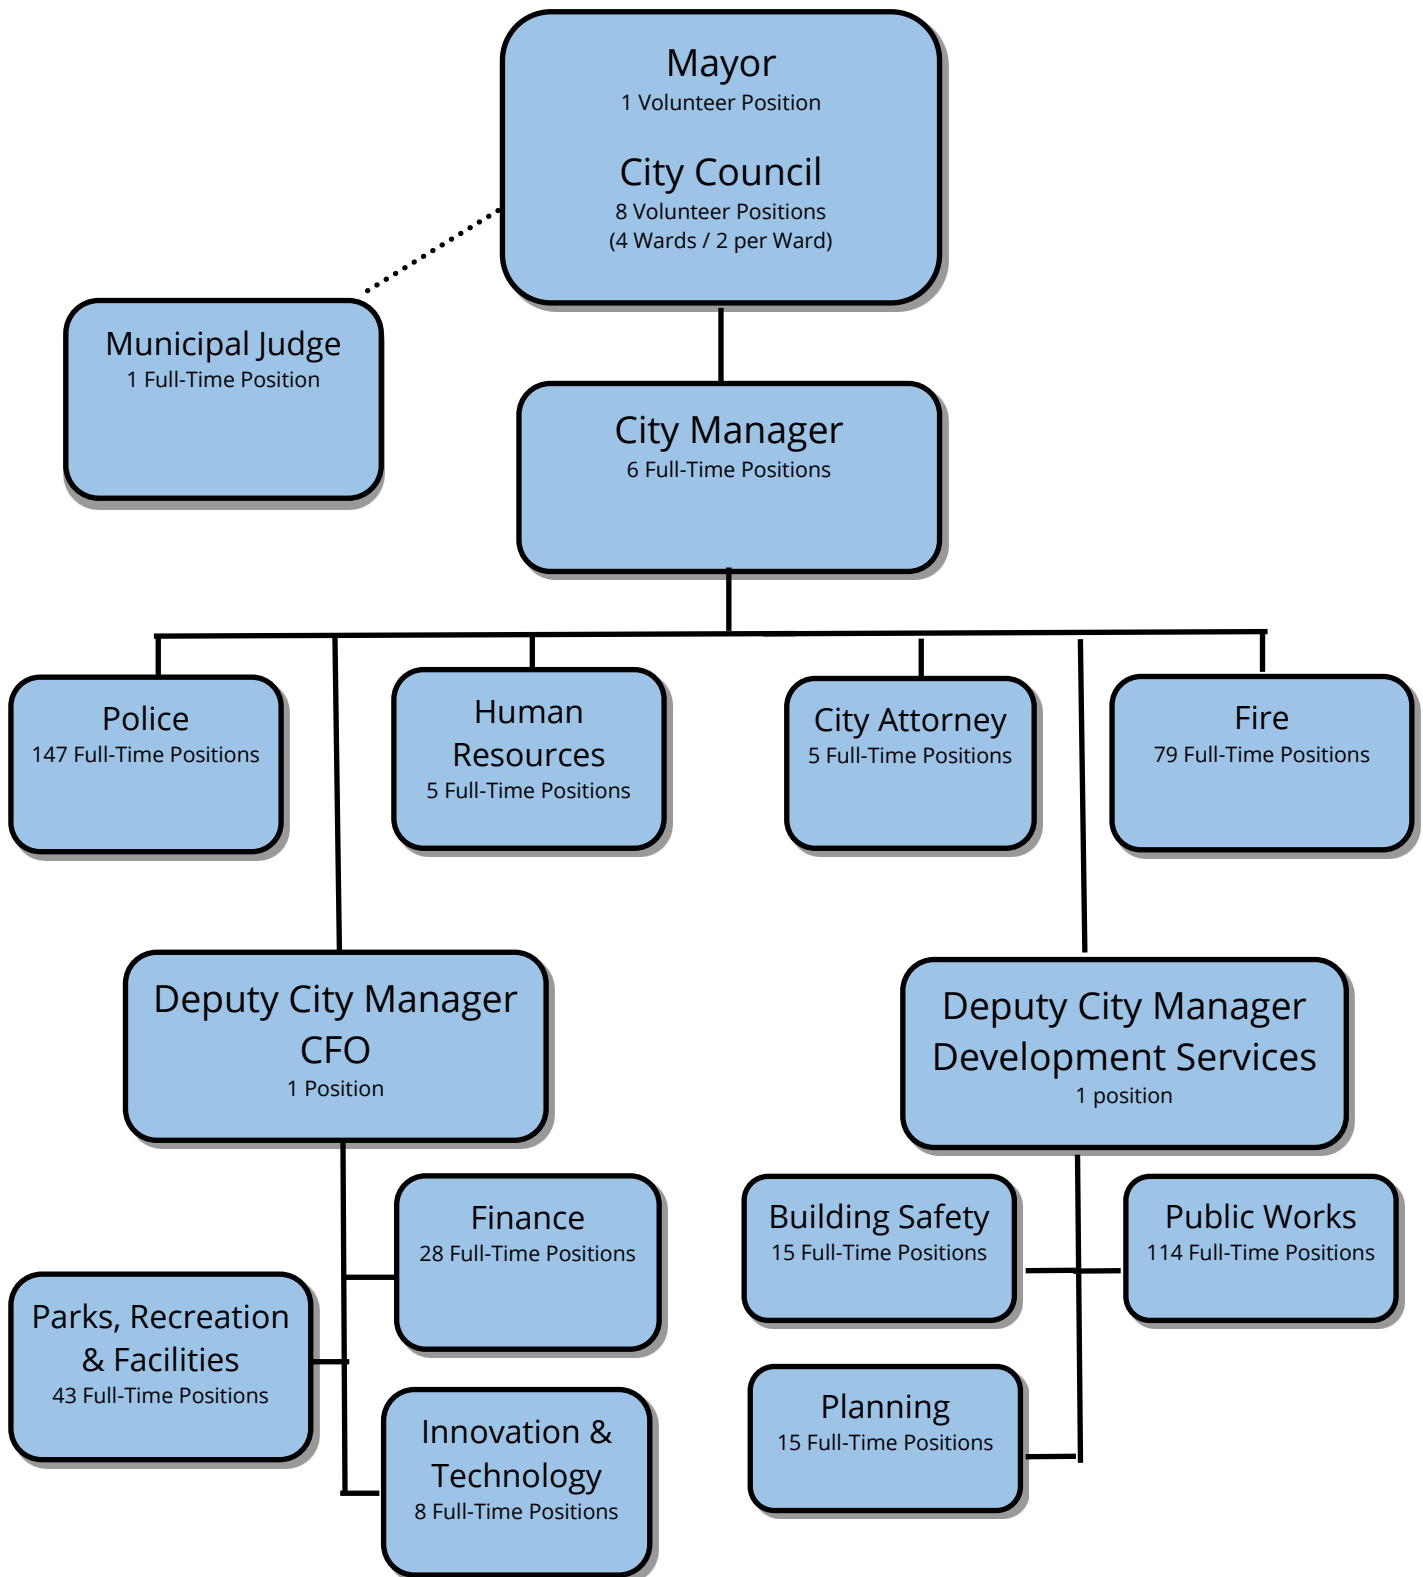 Mayor
1 Volunteer Position
City Council
8 Volunteer Positions
(4 Wards / 2 per Ward)
Municipal Judge
1 Full-Time Position
City Manager
6 Full-Time Positions
Police
147 Full-Time Positions
Human
Resources
5 Full-Time Positions
City Attorney
5 Full-Time Positions
Fire
79 Full-Time Positions
Deputy City Manager
CFO
1 Position
Deputy City Manager
Development Services
1 position
Finance
28 Full-Time Positions
Parks, Recreation
& Facilities
43 Full-Time Positions
Innovation &
Technology
8 Full-Time Positions
Building Safety
15 Full-Time Positions
Public Works
114 Full-Time Positions
Planning
15 Full-Time Positions